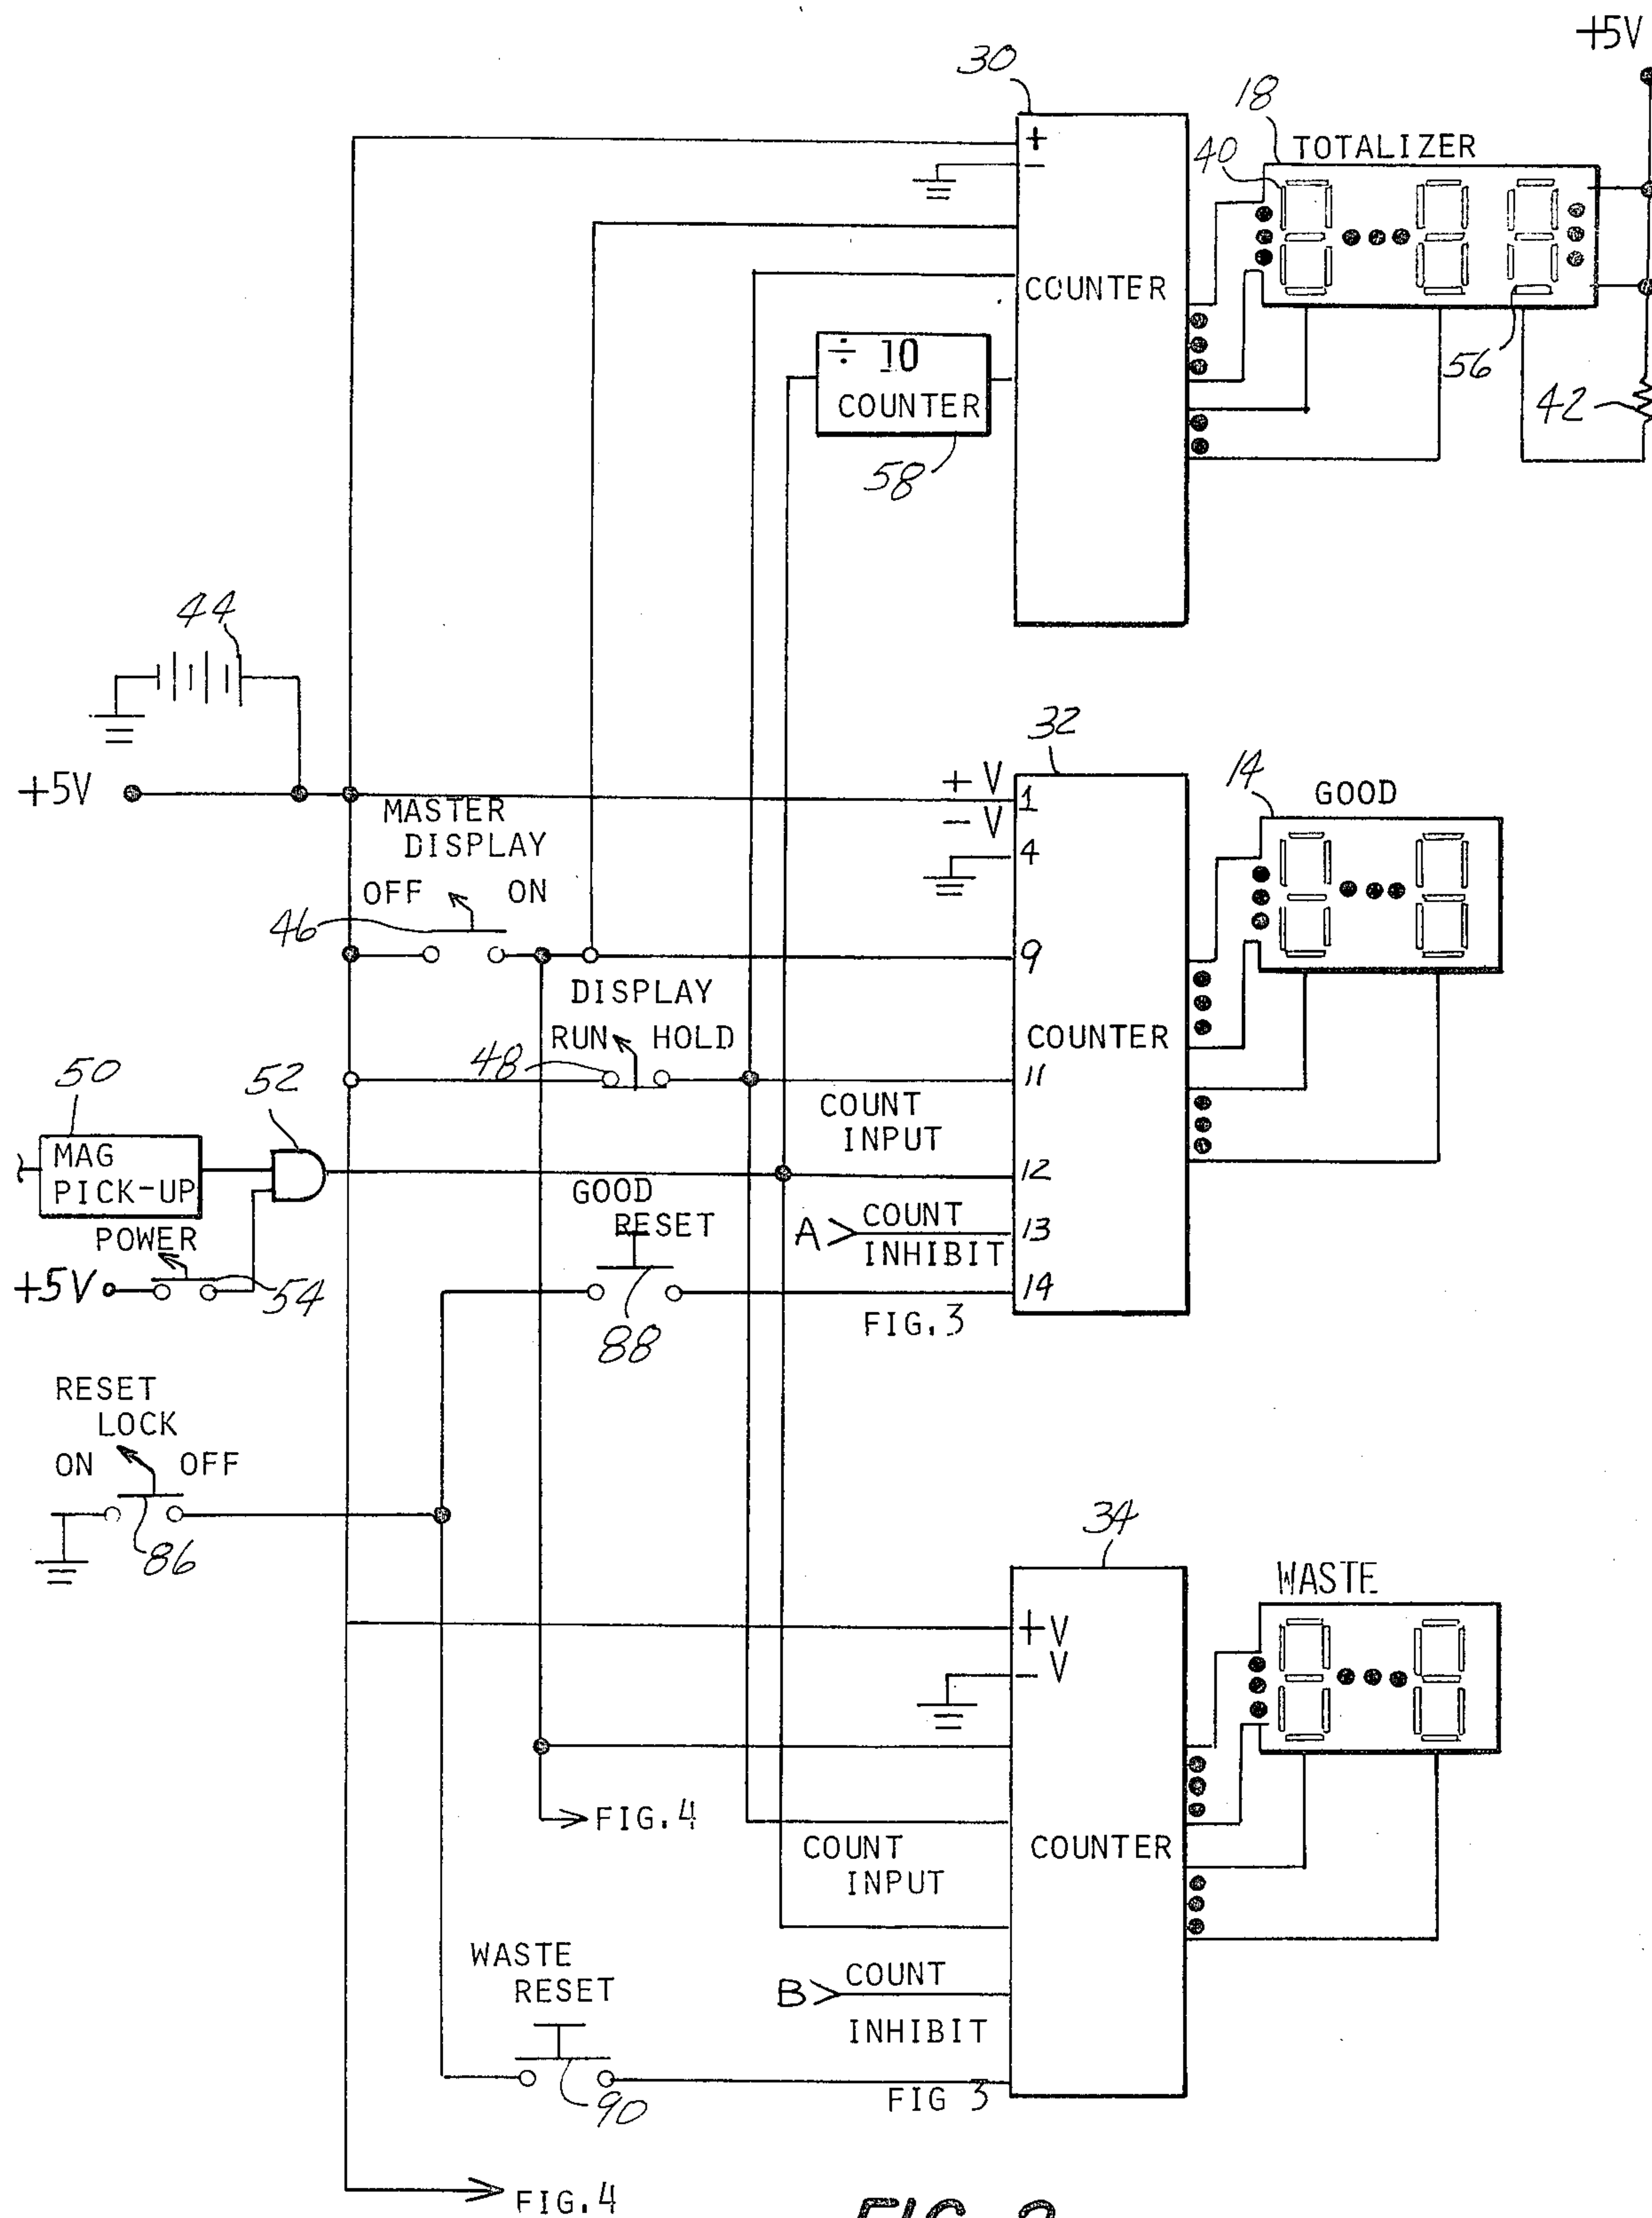 +5V
30
18
+
−
40
TOTALIZER
COUNTER
÷ 10
COUNTER
56
42
58
44
32
+5V
+ V
− V
1
4
14
GOOD
MASTER
DISPLAY
OFF
ON
46
9
DISPLAY
RUN
HOLD
48
COUNTER
11
50
52
COUNT
INPUT
MAG
PICK-UP
12
GOOD
RESET
A
COUNT
INHIBIT
13
POWER
+5V
54
14
88
FIG.3
RESET
LOCK
ON
OFF
86
34
WASTE
+V
− V
FIG.4
COUNT
INPUT
COUNTER
WASTE
RESET
B
COUNT
INHIBIT
90
FIG 3
FIG.4
FIG 2